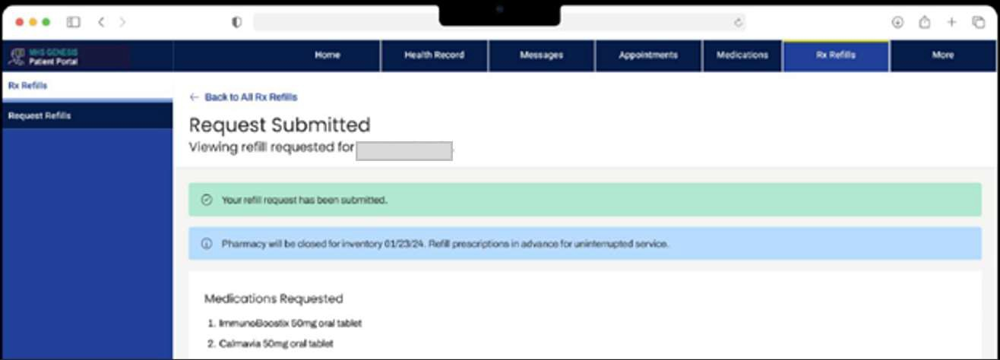 MHS GENESIS
Patient Portal
Home
Health Record
Messages
Appointments
Medications
Rx Refills
More
Rx Refills
Request Refills
← Back to All Rx Refills
Request Submitted
Viewing refill requested for
Your refill request has been submitted.
Pharmacy will be closed for inventory 01/23/24. Refill prescriptions in advance for uninterrupted service.
Medications Requested
1. ImmunoBoostix 50mg oral tablet
2. Calmavia 50mg oral tablet